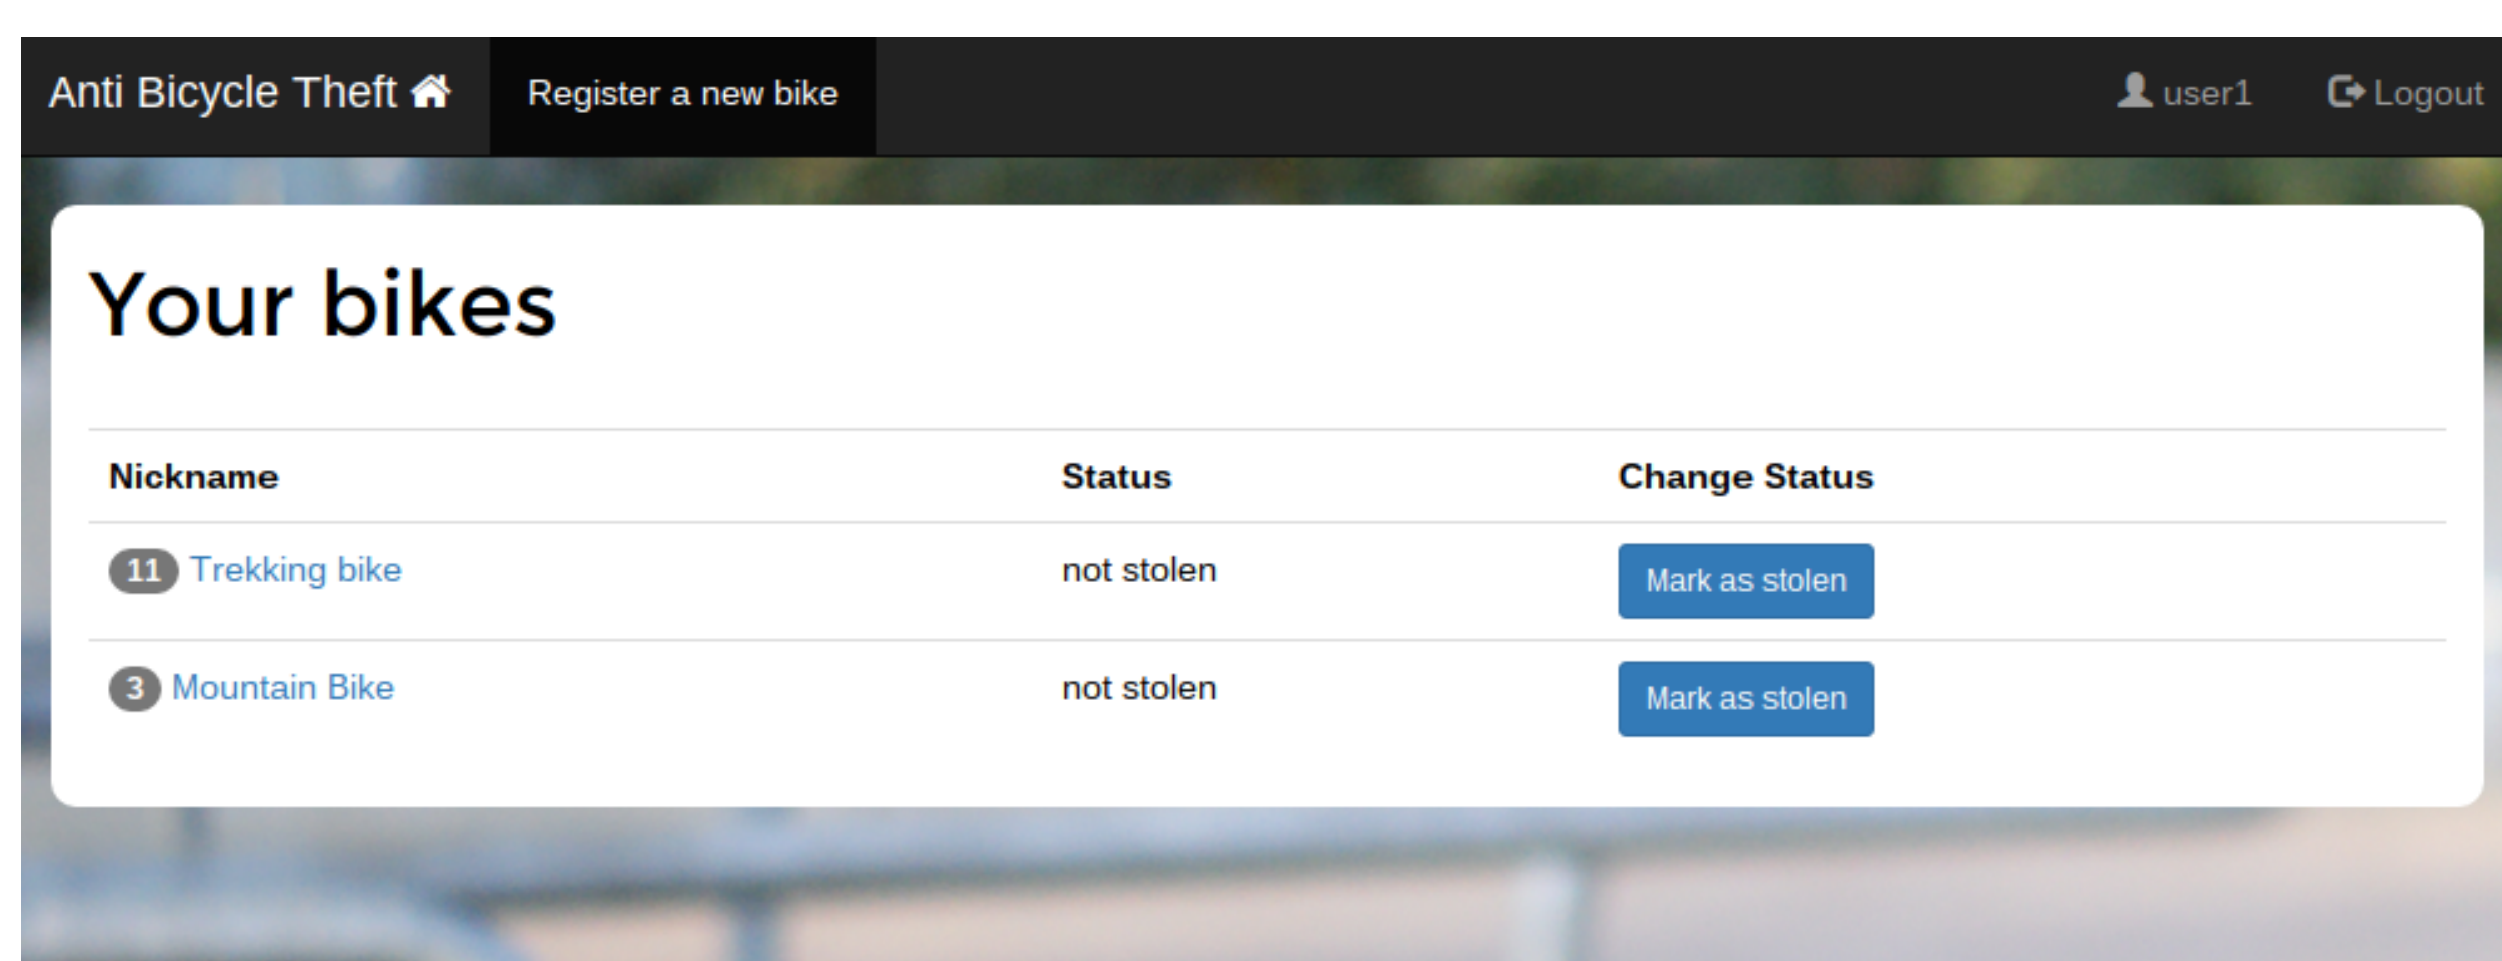 Anti Bicycle Theft Register a new bike user1 Logout
Your bikes
Nickname Status Change Status
11 Trekking bike not stolen Mark as stolen
3 Mountain Bike not stolen Mark as stolen